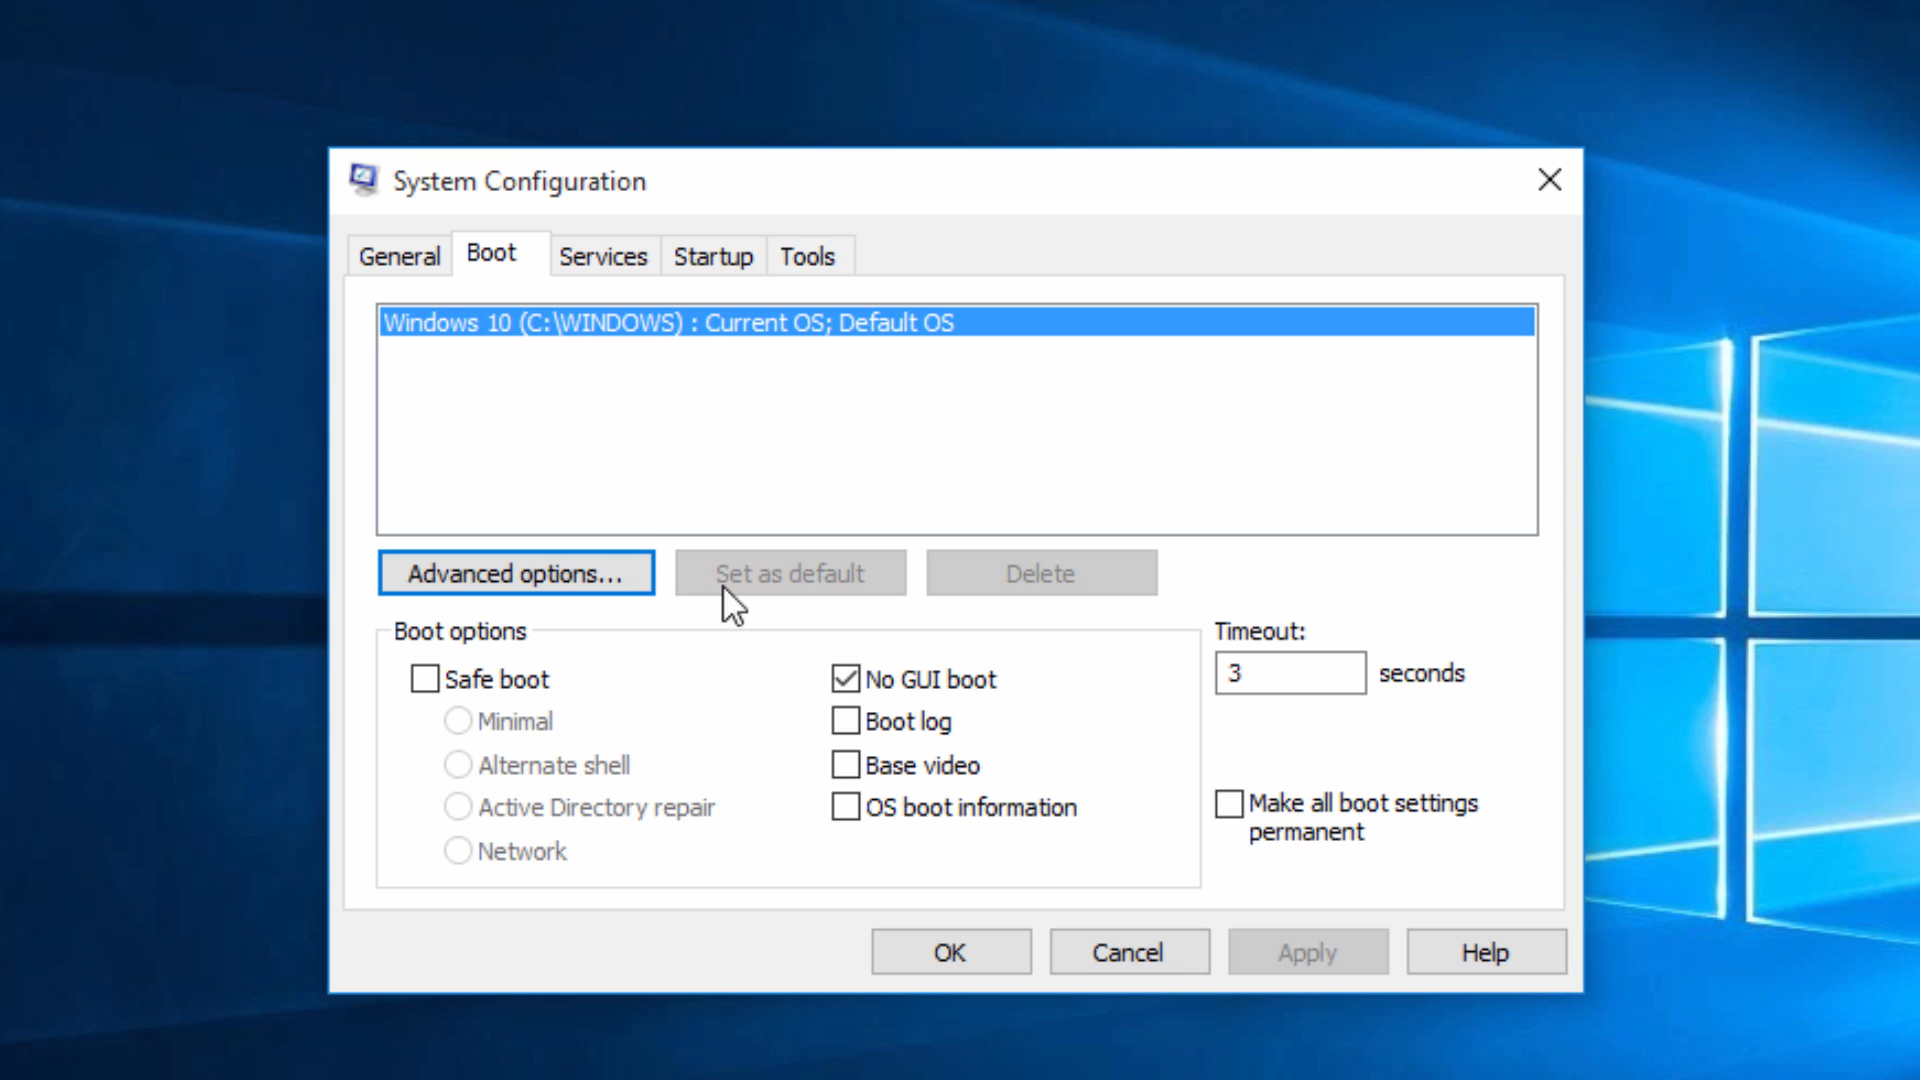 System Configuration
General Boot Services Startup Tools
Windows 10 (C:\WINDOWS) : Current OS; Default OS
Advanced options... Set as default Delete
Boot options Timeout:
Safe boot No GUI boot 3 seconds
Minimal Boot log
Alternate shell Base video
Active Directory repair OS boot information Make all boot settings
permanent
Network
OK Cancel Apply Help